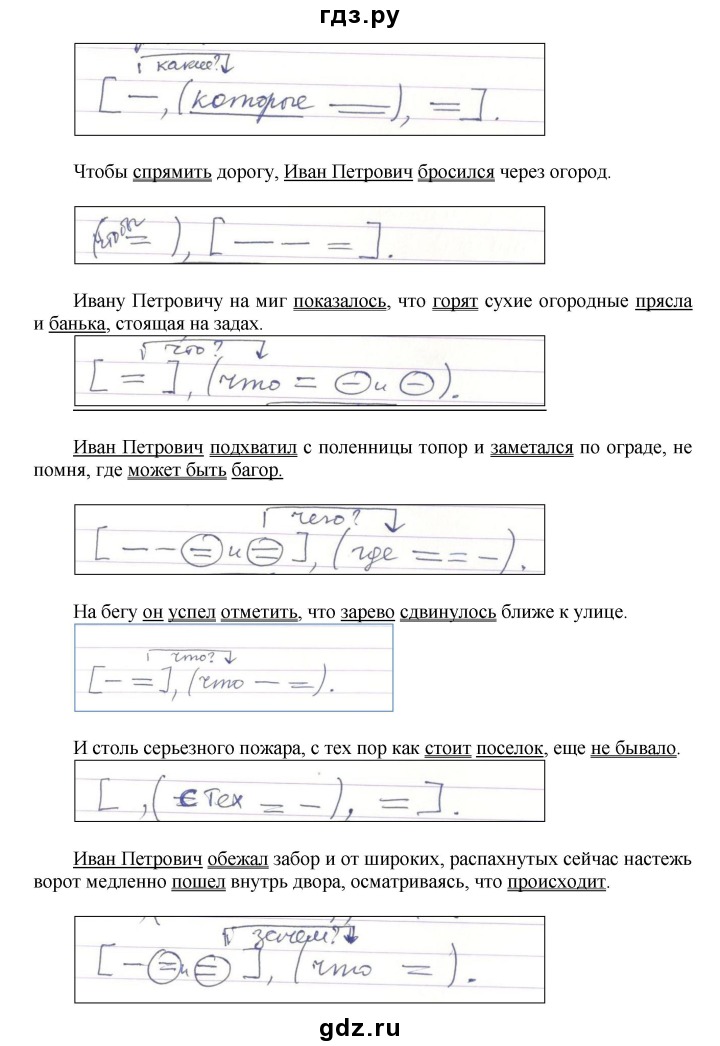 гдз.ру
какие?
[ —, (которые ══), = ].
Чтобы спрямить дорогу, Иван Петрович бросился через огород.
(чтобы = ), [ — — = ].
Ивану Петровичу на миг показалось, что горят сухие огородные прясла
и банька, стоящая на задах.
что?
[ = ], (что = — и —).
Иван Петрович подхватил с поленницы топор и заметался по ограде, не
помня, где может быть багор.
чего?
[ — — = и = ], (где = = —).
На бегу он успел отметить, что зарево сдвинулось ближе к улице.
что?
[ — = ], (что — =).
И столь серьезного пожара, с тех пор как стоит поселок, еще не бывало.
[ , (с тех = —), = ].
Иван Петрович обежал забор и от широких, распахнутых сейчас настежь
ворот медленно пошел внутрь двора, осматриваясь, что происходит.
зачем?
[ — = и = ], (что = ).
gdz.ru